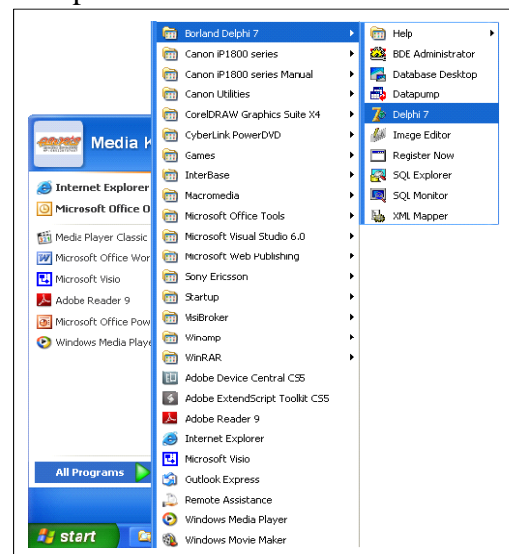 Borland Delphi 7
Canon iP1800 series
Canon iP1800 series Manual
Canon Utilities
CorelDRAW Graphics Suite X4
CyberLink PowerDVD
Games
InterBase
Macromedia
Microsoft Office Tools
Microsoft Visual Studio 6.0
Microsoft Web Publishing
Sony Ericsson
Startup
VisiBroker
Winamp
WinRAR
Adobe Device Central CS5
Adobe ExtendScript Toolkit CS5
Adobe Reader 9
Internet Explorer
Microsoft Visio
Outlook Express
Remote Assistance
Windows Media Player
Windows Movie Maker
Help
BDE Administrator
Database Desktop
Datapump
Delphi 7
Image Editor
Register Now
SQL Explorer
SQL Monitor
XML Mapper
Media K
Internet Explorer
Microsoft Office O
Media Player Classic
Microsoft Office Wor
Microsoft Visio
Adobe Reader 9
Microsoft Office Pow
Windows Media Playe
All Programs
start